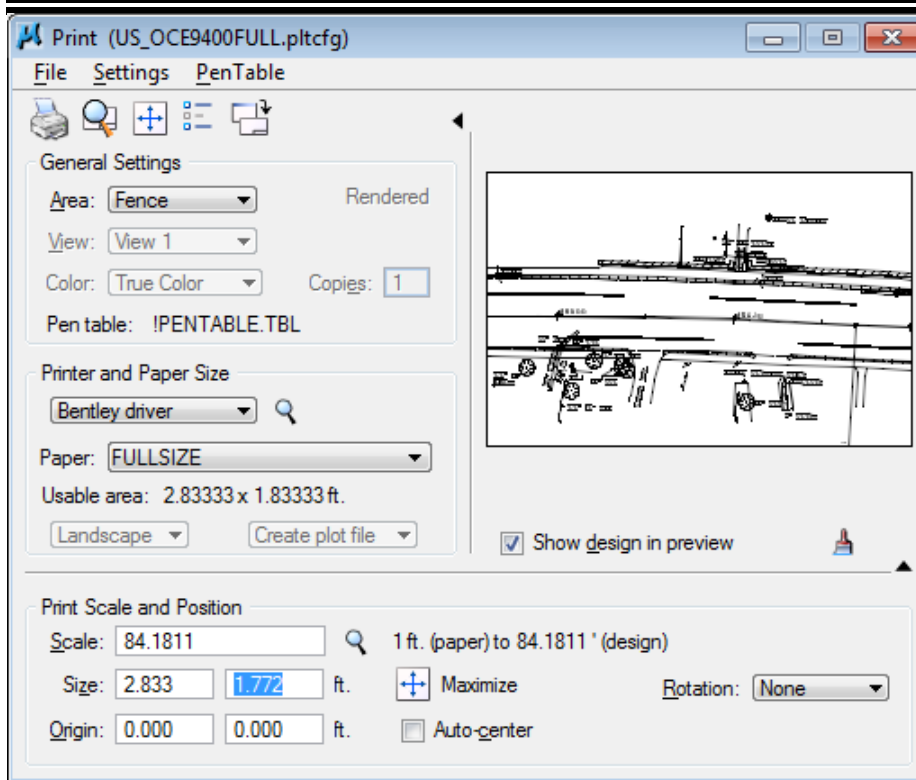 Print (US_OCE9400FULL.pltcfg)
File Settings PenTable
General Settings
Area: Fence Rendered
View: View 1
Color: True Color Copies: 1
Pen table: !PENTABLE.TBL
Printer and Paper Size
Bentley driver
Paper: FULLSIZE
Usable area: 2.83333 x 1.83333 ft.
Landscape Create plot file
Show design in preview
Print Scale and Position
Scale: 84.1811 1 ft. (paper) to 84.1811 ' (design)
Size: 2.833 1.772 ft. Maximize Rotation: None
Origin: 0.000 0.000 ft. Auto-center